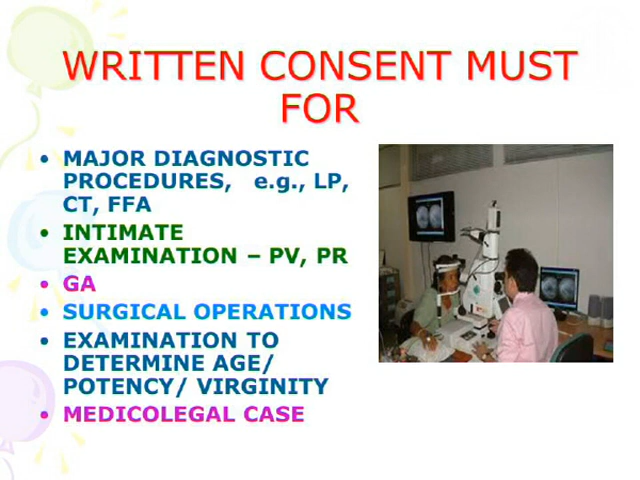 WRITTEN CONSENT MUST
FOR
• MAJOR DIAGNOSTIC
PROCEDURES, e.g., LP,
CT, FFA
• INTIMATE
EXAMINATION – PV, PR
• GA
• SURGICAL OPERATIONS
• EXAMINATION TO
DETERMINE AGE/
POTENCY/ VIRGINITY
• MEDICOLEGAL CASE